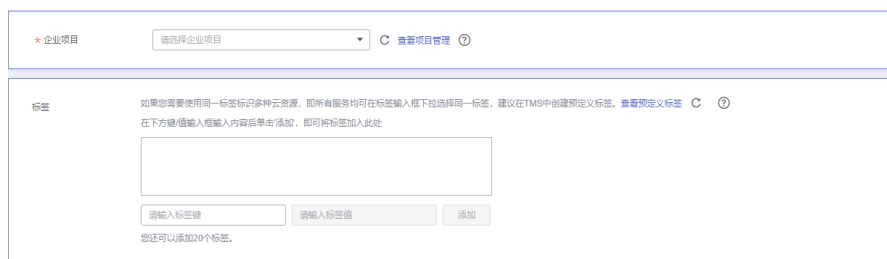 * 企业项目 请选择企业项目 查看项目管理
标签 如果您需要使用同一标签标识多种云资源，即所有服务均可在标签输入框下拉选择同一标签，建议在TMS中创建预定义标签。查看预定义标签
在下方键/值输入框输入内容后单击'添加'，即可将标签加入此处
请输入标签键 请输入标签值 添加
您还可以添加20个标签。